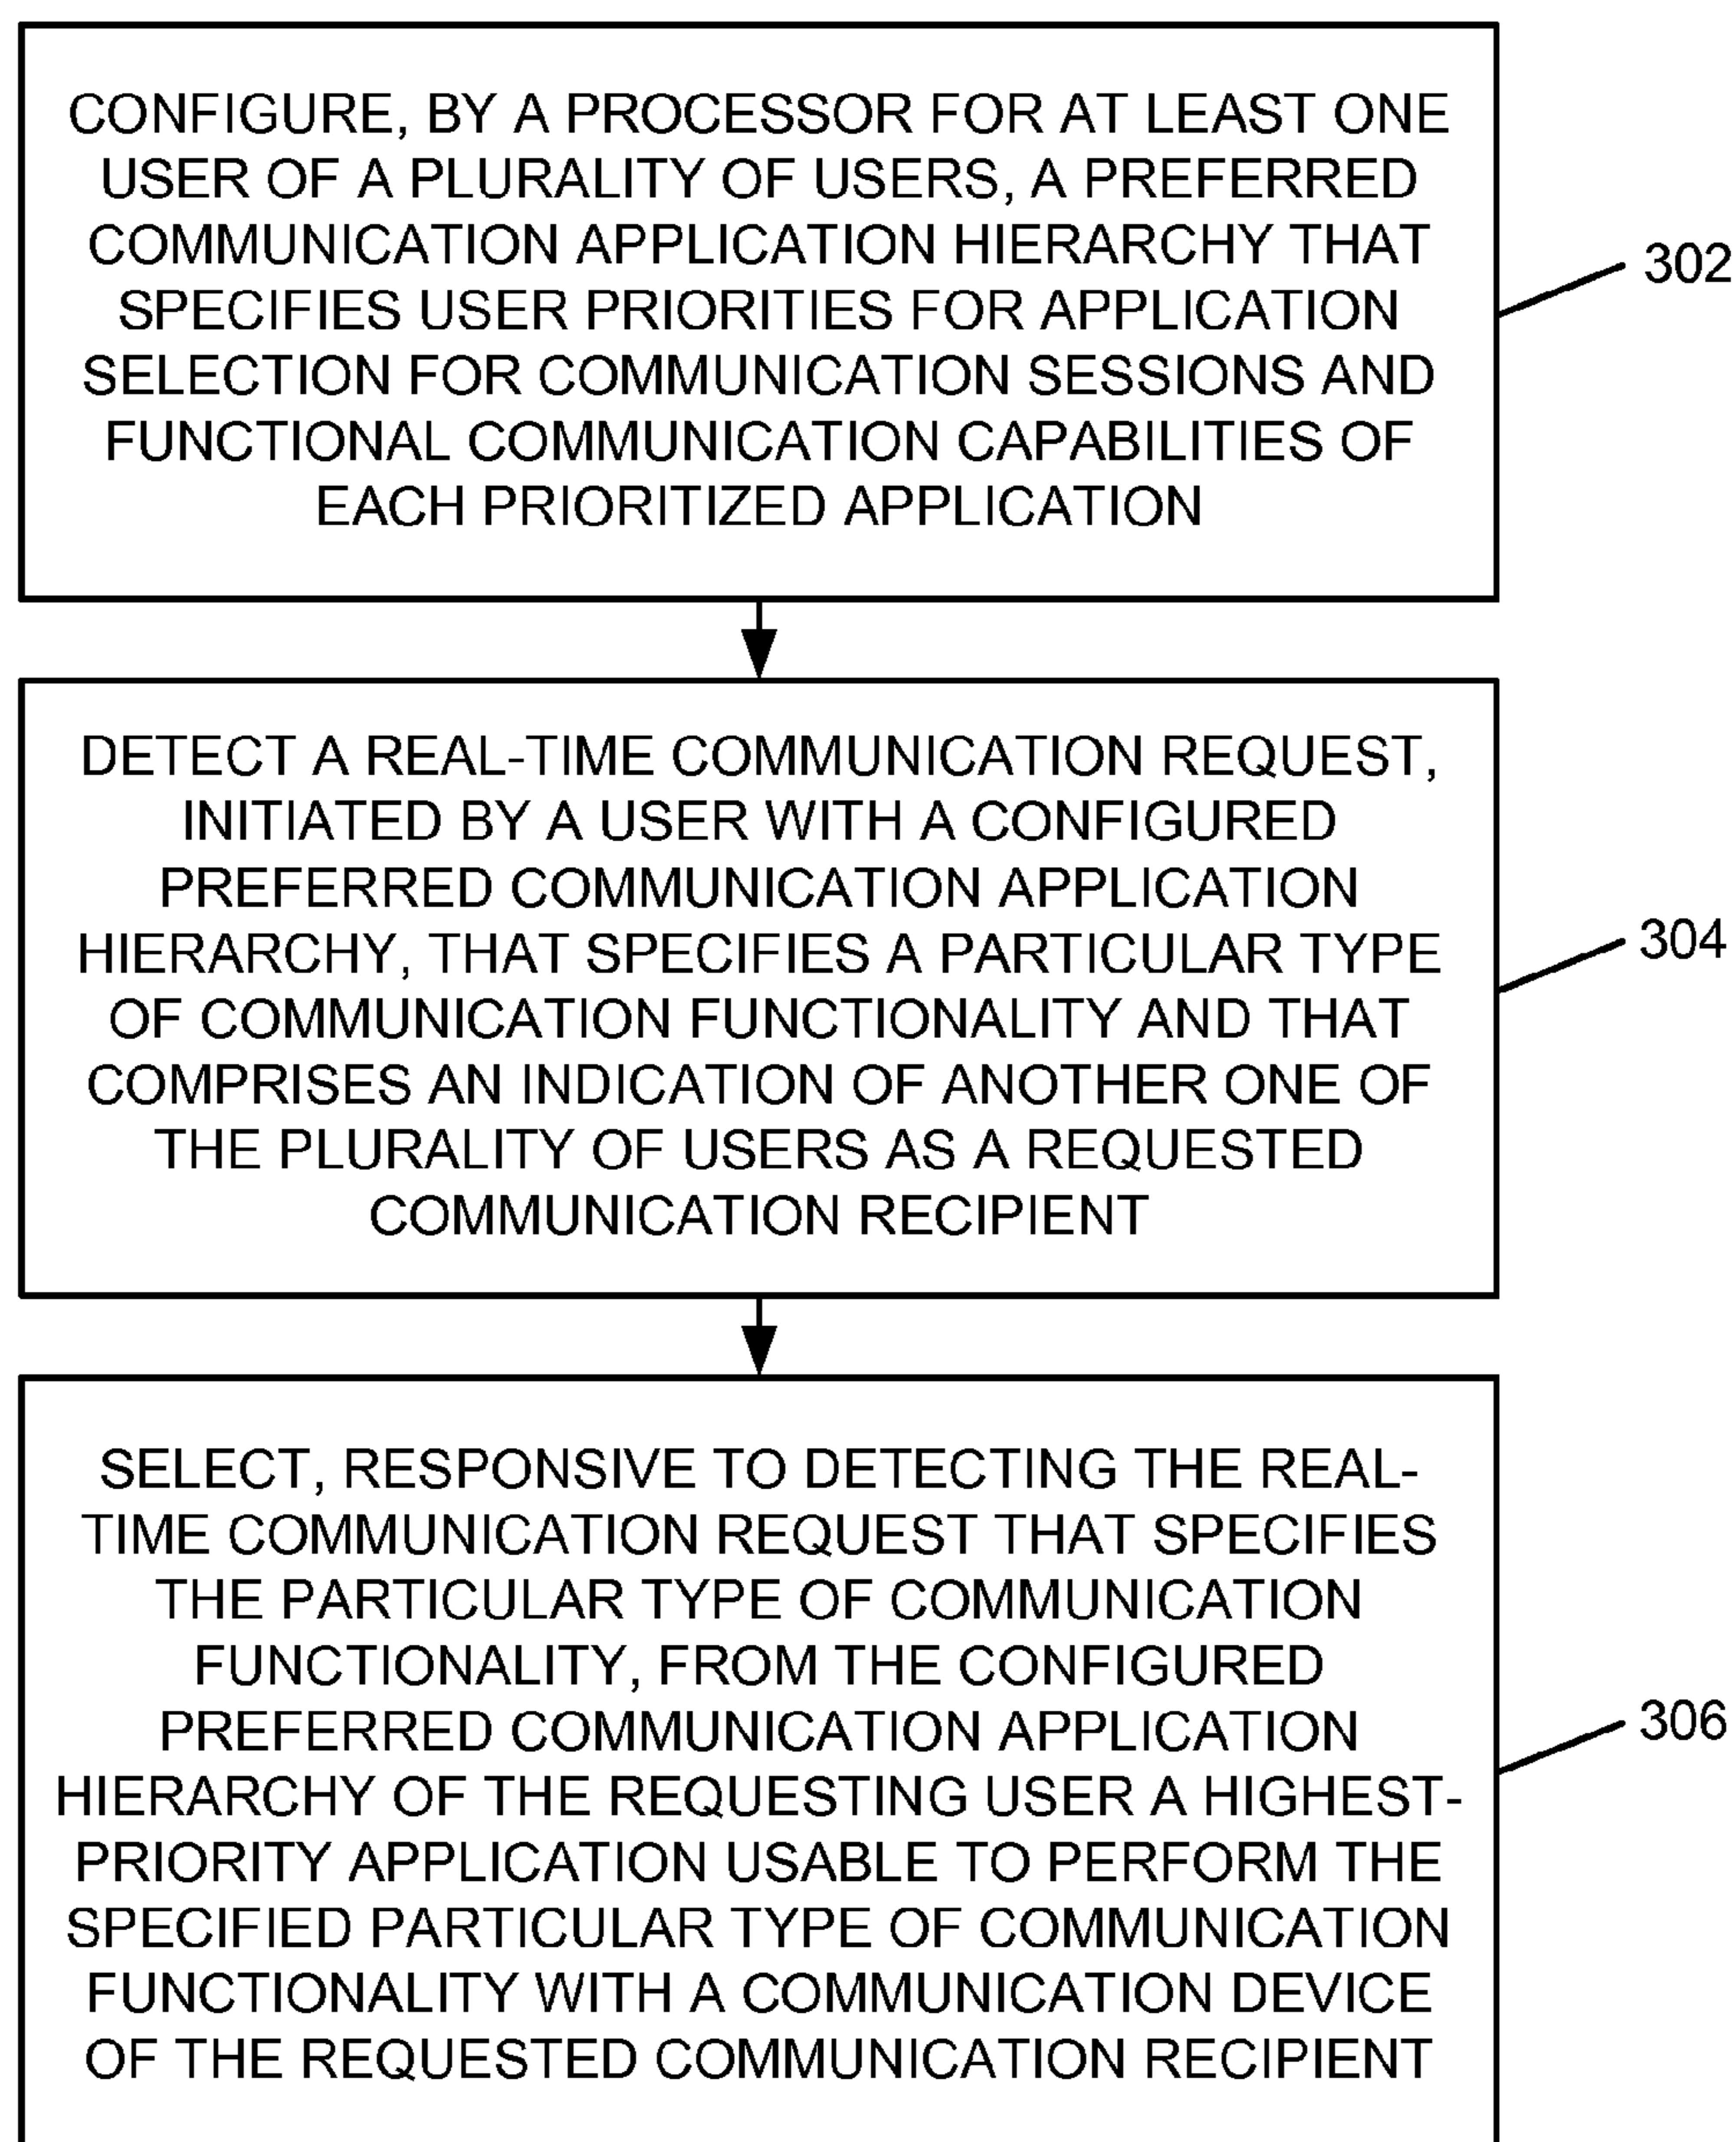 CONFIGURE, BY A PROCESSOR FOR AT LEAST ONE
USER OF A PLURALITY OF USERS, A PREFERRED
COMMUNICATION APPLICATION HIERARCHY THAT
SPECIFIES USER PRIORITIES FOR APPLICATION
SELECTION FOR COMMUNICATION SESSIONS AND
FUNCTIONAL COMMUNICATION CAPABILITIES OF
EACH PRIORITIZED APPLICATION
302
DETECT A REAL-TIME COMMUNICATION REQUEST,
INITIATED BY A USER WITH A CONFIGURED
PREFERRED COMMUNICATION APPLICATION
HIERARCHY, THAT SPECIFIES A PARTICULAR TYPE
OF COMMUNICATION FUNCTIONALITY AND THAT
COMPRISES AN INDICATION OF ANOTHER ONE OF
THE PLURALITY OF USERS AS A REQUESTED
COMMUNICATION RECIPIENT
304
SELECT, RESPONSIVE TO DETECTING THE REAL-
TIME COMMUNICATION REQUEST THAT SPECIFIES
THE PARTICULAR TYPE OF COMMUNICATION
FUNCTIONALITY, FROM THE CONFIGURED
PREFERRED COMMUNICATION APPLICATION
HIERARCHY OF THE REQUESTING USER A HIGHEST-
PRIORITY APPLICATION USABLE TO PERFORM THE
SPECIFIED PARTICULAR TYPE OF COMMUNICATION
FUNCTIONALITY WITH A COMMUNICATION DEVICE
OF THE REQUESTED COMMUNICATION RECIPIENT
306